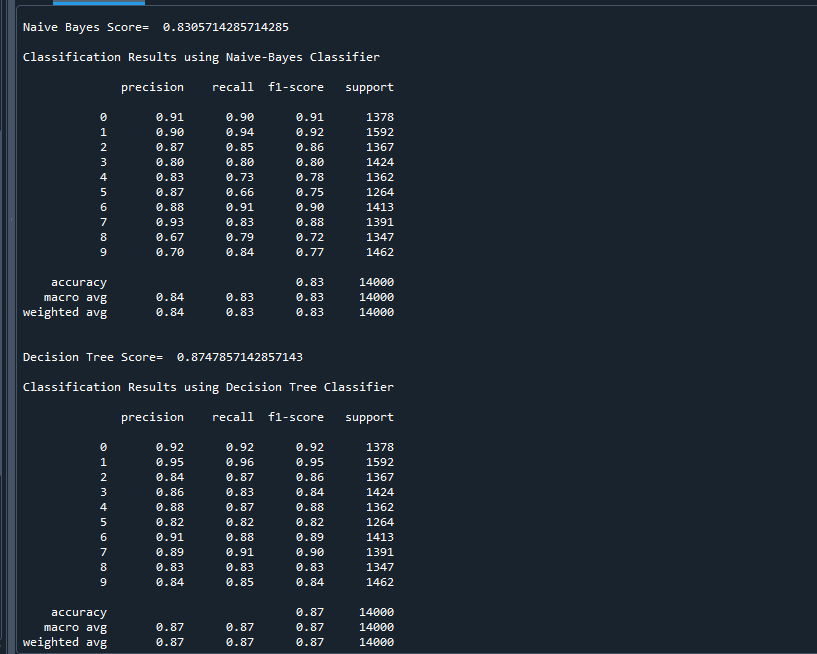 Naive Bayes Score=  0.8305714285714285
Classification Results using Naive-Bayes Classifier
precision    recall  f1-score   support
0       0.91      0.90      0.91      1378
1       0.90      0.94      0.92      1592
2       0.87      0.85      0.86      1367
3       0.80      0.80      0.80      1424
4       0.83      0.73      0.78      1362
5       0.87      0.66      0.75      1264
6       0.88      0.91      0.90      1413
7       0.93      0.83      0.88      1391
8       0.67      0.79      0.72      1347
9       0.70      0.84      0.77      1462
accuracy                           0.83     14000
macro avg       0.84      0.83      0.83     14000
weighted avg       0.84      0.83      0.83     14000
Decision Tree Score=  0.8747857142857143
Classification Results using Decision Tree Classifier
precision    recall  f1-score   support
0       0.92      0.92      0.92      1378
1       0.95      0.96      0.95      1592
2       0.84      0.87      0.86      1367
3       0.86      0.83      0.84      1424
4       0.88      0.87      0.88      1362
5       0.82      0.82      0.82      1264
6       0.91      0.88      0.89      1413
7       0.89      0.91      0.90      1391
8       0.83      0.83      0.83      1347
9       0.84      0.85      0.84      1462
accuracy                           0.87     14000
macro avg       0.87      0.87      0.87     14000
weighted avg       0.87      0.87      0.87     14000